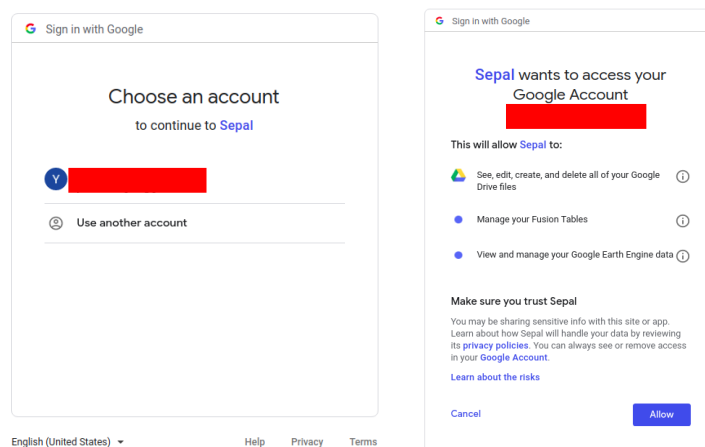 Sign in with Google
Choose an account
to continue to Sepal
Y
Use another account
English (United States)
Help
Privacy
Terms
Sign in with Google
Sepal wants to access your
Google Account
This will allow Sepal to:
See, edit, create, and delete all of your Google
Drive files
Manage your Fusion Tables
View and manage your Google Earth Engine data
Make sure you trust Sepal
You may be sharing sensitive info with this site or app.
Learn about how Sepal will handle your data by reviewing
its privacy policies. You can always see or remove access
in your Google Account.
Learn about the risks
Cancel
Allow